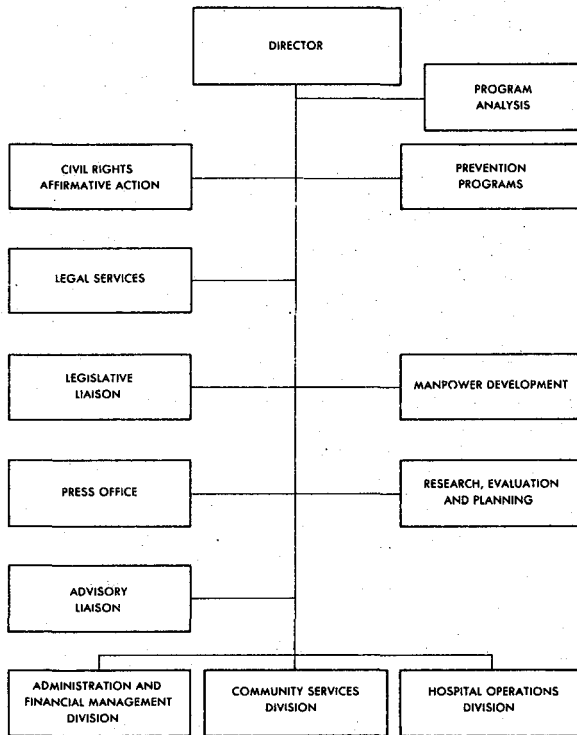 DIRECTOR
PROGRAM
ANALYSIS
CIVIL RIGHTS
AFFIRMATIVE ACTION
PREVENTION
PROGRAMS
LEGAL SERVICES
LEGISLATIVE
LIAISON
MANPOWER DEVELOPMENT
PRESS OFFICE
RESEARCH, EVALUATION
AND PLANNING
ADVISORY
LIAISON
ADMINISTRATION AND
FINANCIAL MANAGEMENT
DIVISION
COMMUNITY SERVICES
DIVISION
HOSPITAL OPERATIONS
DIVISION